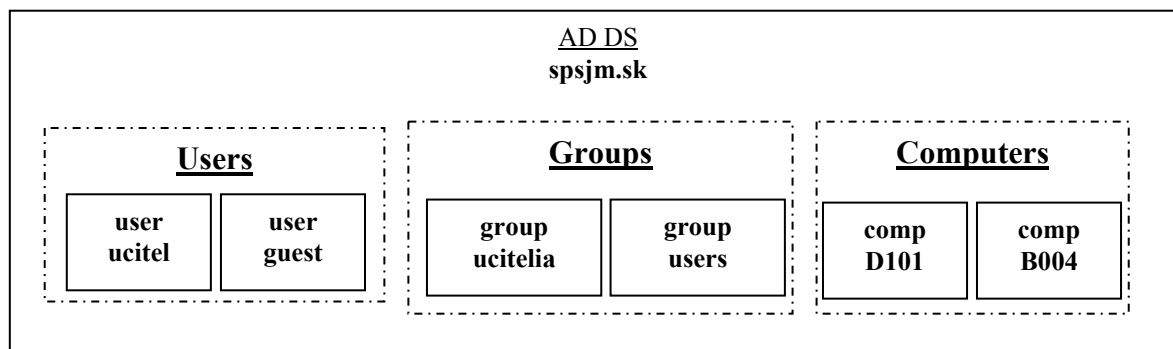 AD DS
spsjm.sk
Users
Groups
Computers
user
ucitel
user
guest
group
ucitelia
group
users
comp
D101
comp
B004